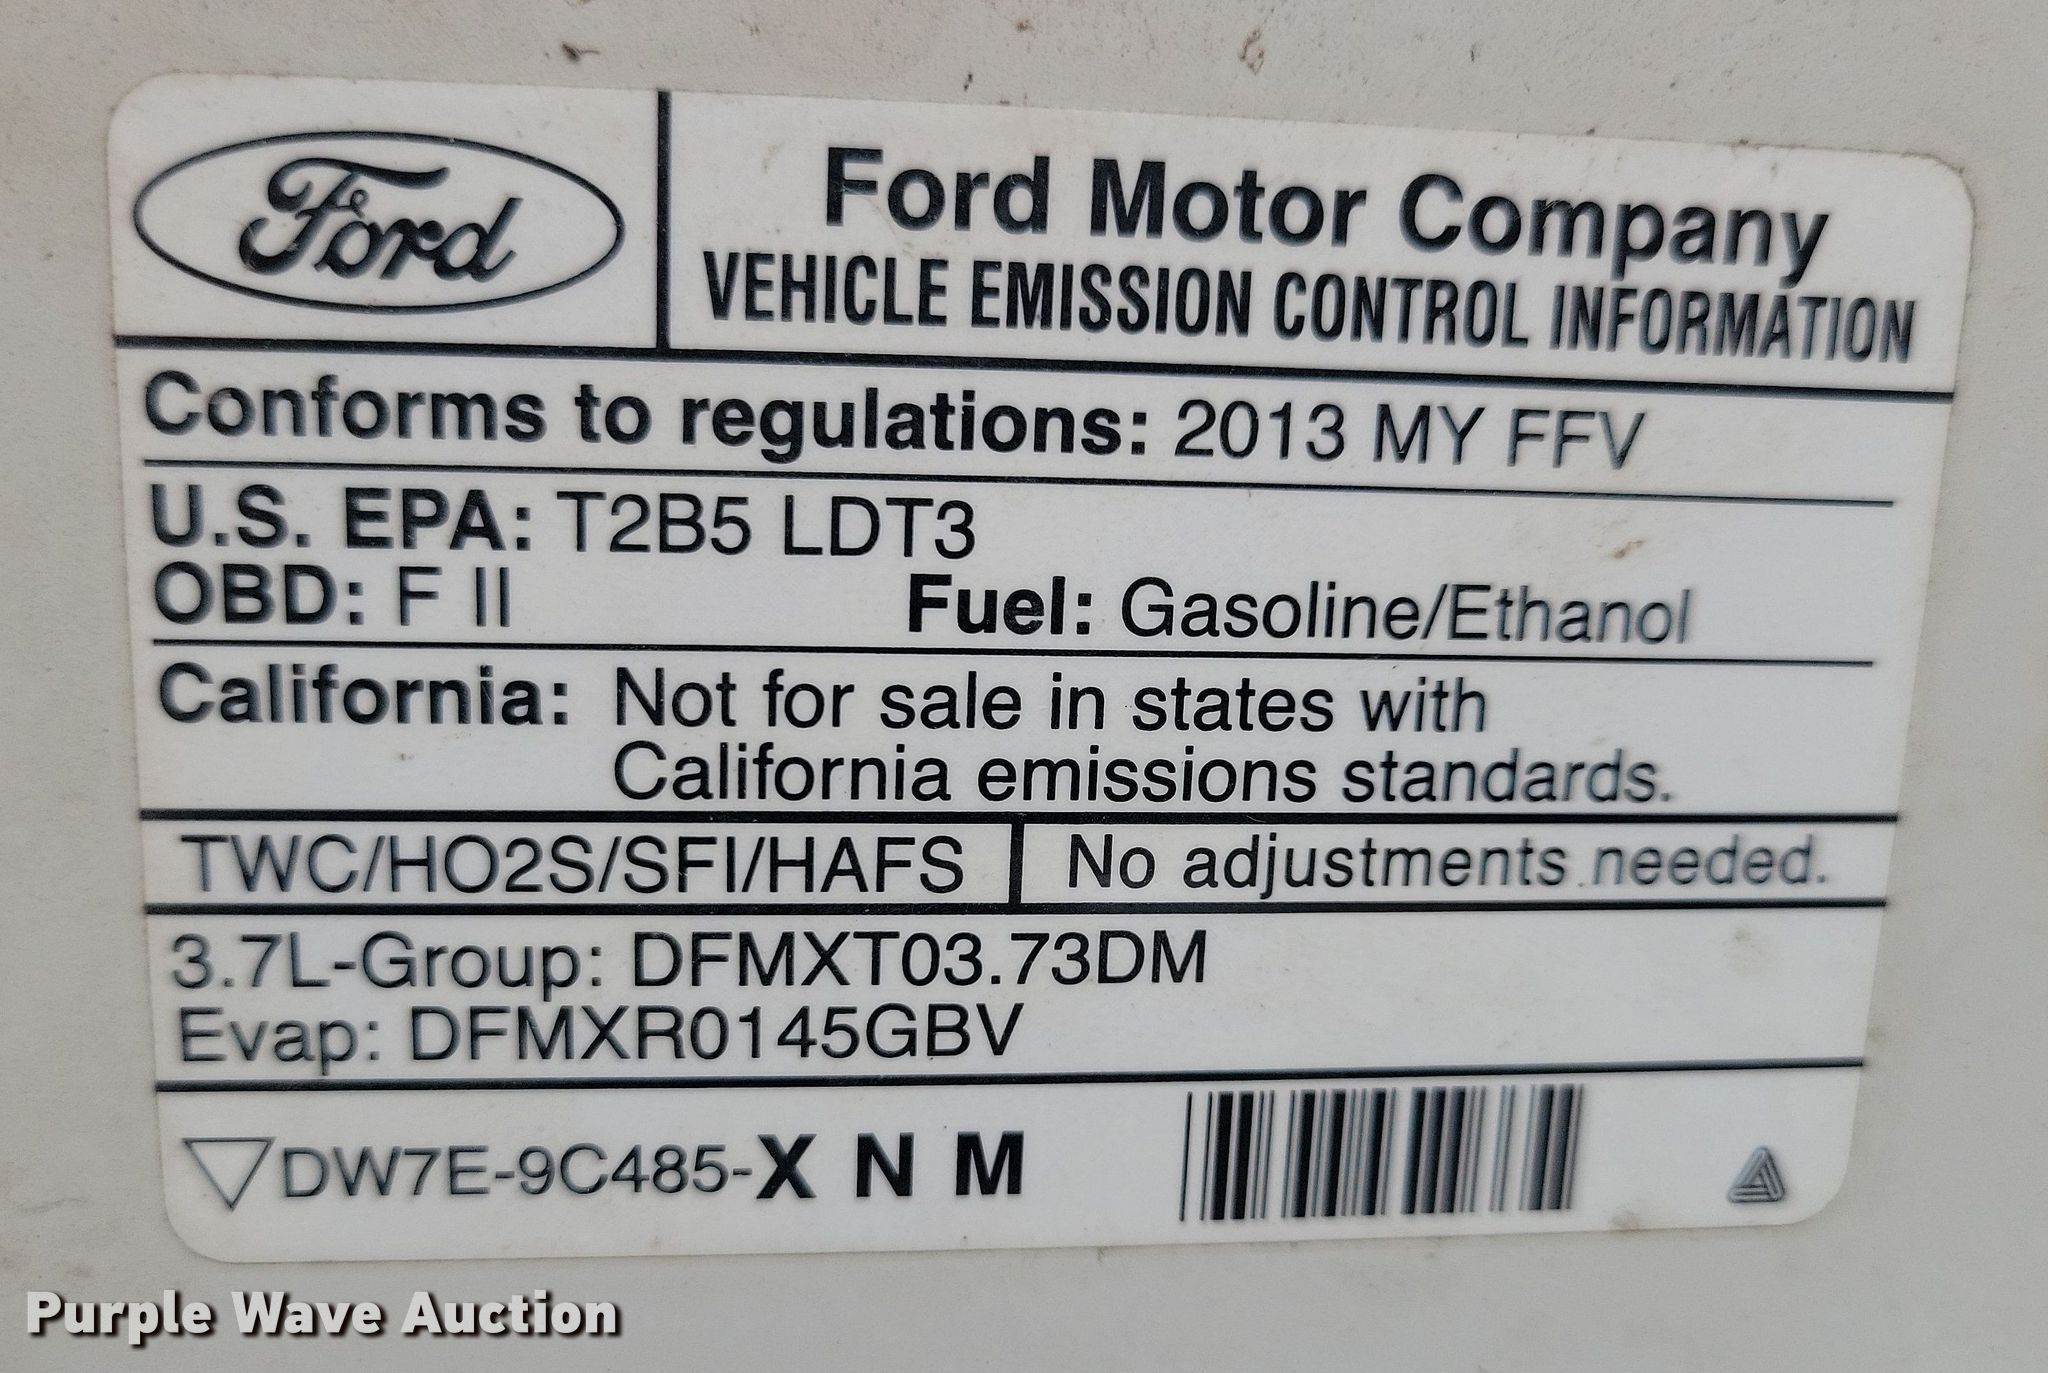 Ford
Ford Motor Company
VEHICLE EMISSION CONTROL INFORMATION
Conforms to regulations: 2013 MY FFV
U.S. EPA: T2B5 LDT3
OBD: F II Fuel: Gasoline/Ethanol
California: Not for sale in states with
California emissions standards.
TWC/HO2S/SFI/HAFS No adjustments needed.
3.7L-Group: DFMXT03.73DM
Evap: DFMXR0145GBV
DW7E-9C485-X N M
Purple Wave Auction